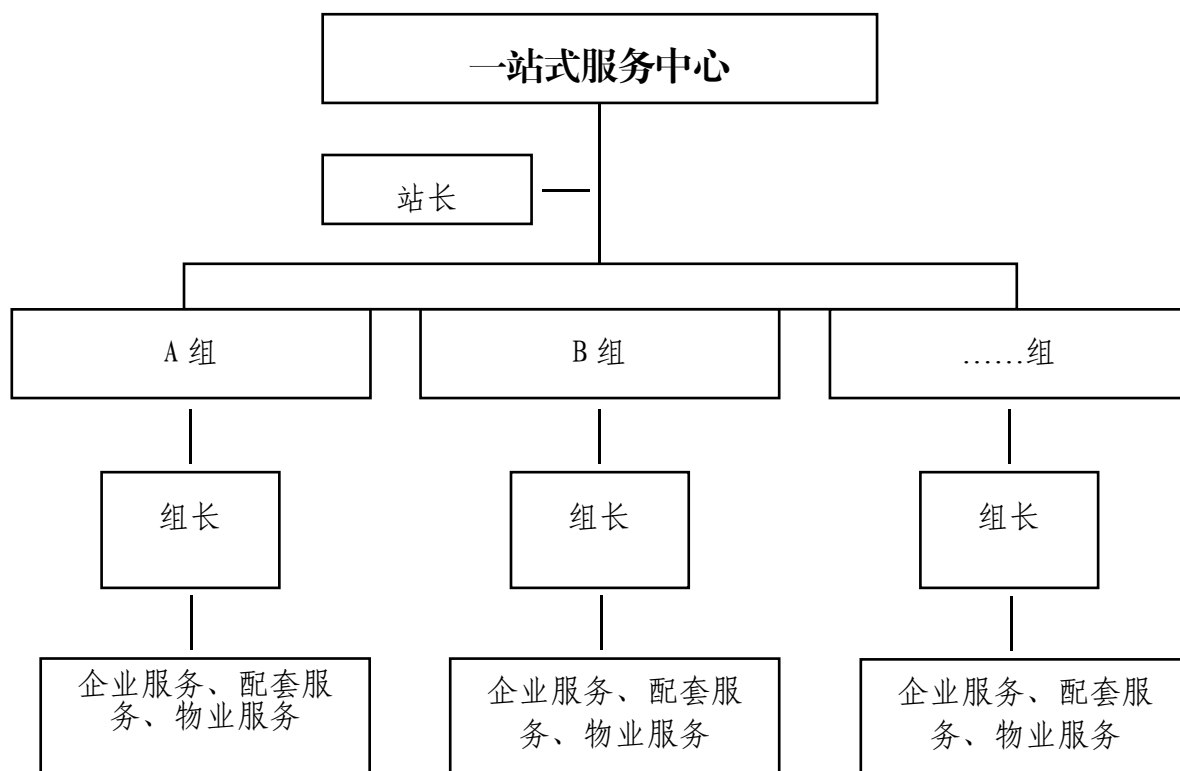 一站式服务中心
站长
A 组
B 组
......组
组长
组长
组长
企业服务、配套服
务、物业服务
企业服务、配套服
务、物业服务
企业服务、配套服
务、物业服务